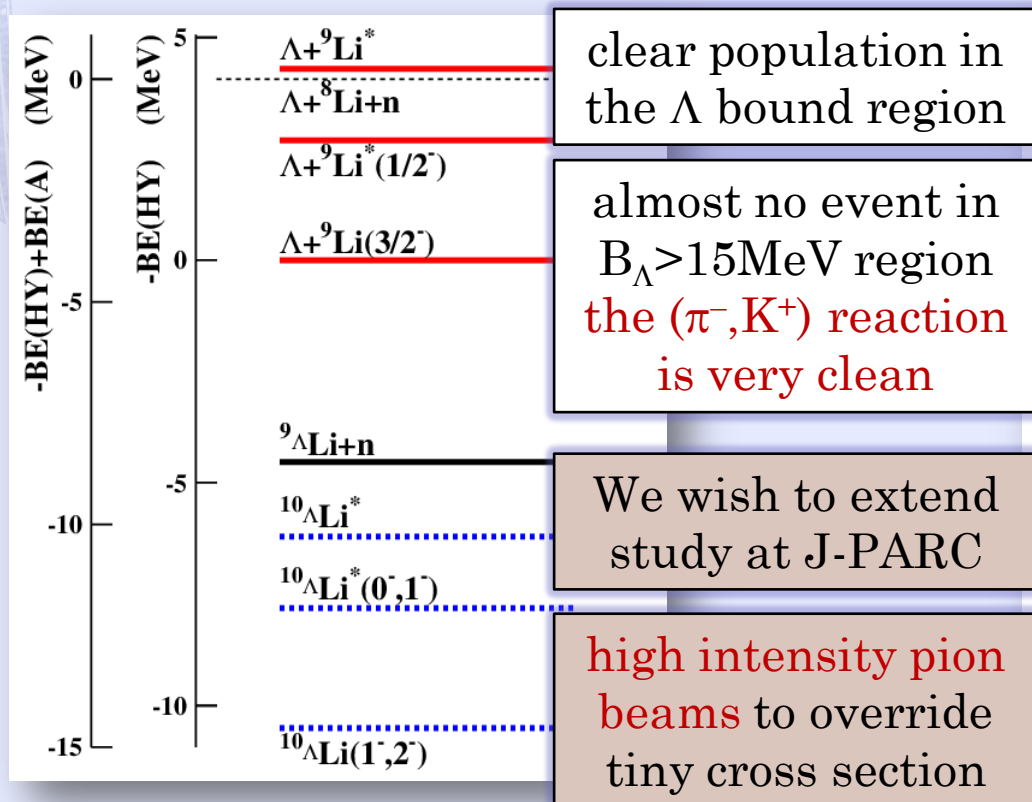 -BE(HY)+BE(A) (MeV)
0
-5
-10
-15
-BE(HY) (MeV)
5
0
-5
-10
Λ+⁹Li*
Λ+⁸Li+n
Λ+⁹Li*(1/2⁻)
Λ+⁹Li(3/2⁻)
⁹ΛLi+n
¹⁰ΛLi*
¹⁰ΛLi*(0⁻,1⁻)
¹⁰ΛLi(1⁻,2⁻)
clear population in
the Λ bound region
almost no event in
B_Λ>15MeV region
the (π⁻,K⁺) reaction
is very clean
We wish to extend
study at J-PARC
high intensity pion
beams to override
tiny cross section